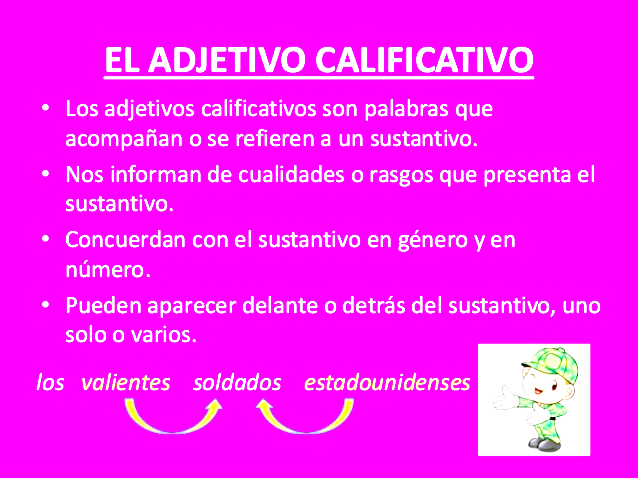 EL ADJETIVO CALIFICATIVO
• Los adjetivos calificativos son palabras que
acompañan o se refieren a un sustantivo.
• Nos informan de cualidades o rasgos que presenta el
sustantivo.
• Concuerdan con el sustantivo en género y en
número.
• Pueden aparecer delante o detrás del sustantivo, uno
solo o varios.
los valientes soldados estadounidenses